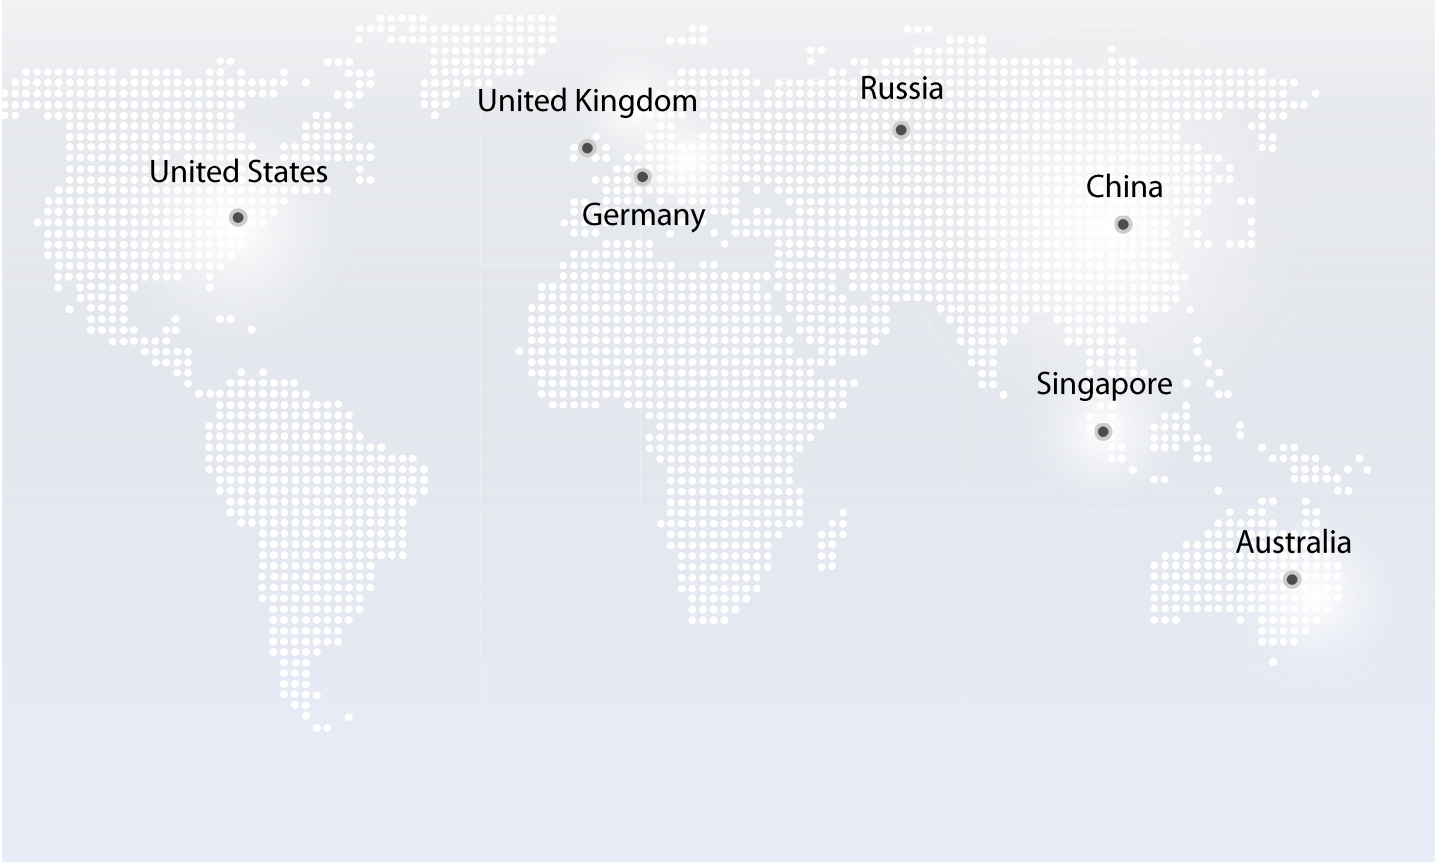 Russia
United Kingdom
United States
China
Germany
Singapore
Australia